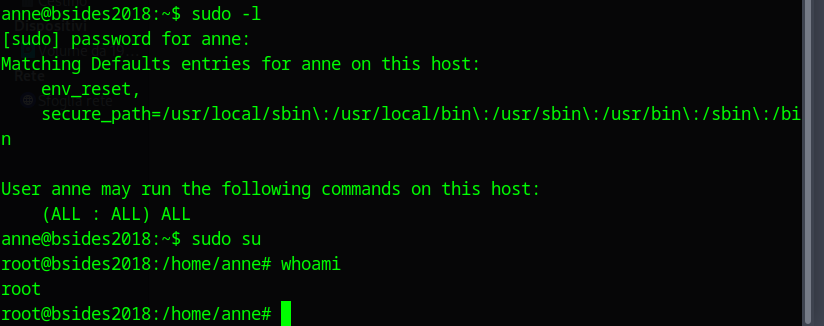 anne@bsides2018:~$ sudo -l
[sudo] password for anne:
Matching Defaults entries for anne on this host:
    env_reset,
    secure_path=/usr/local/sbin\:/usr/local/bin\:/usr/sbin\:/usr/bin\:/sbin\:/bi
n

User anne may run the following commands on this host:
    (ALL : ALL) ALL
anne@bsides2018:~$ sudo su
root@bsides2018:/home/anne# whoami
root
root@bsides2018:/home/anne#